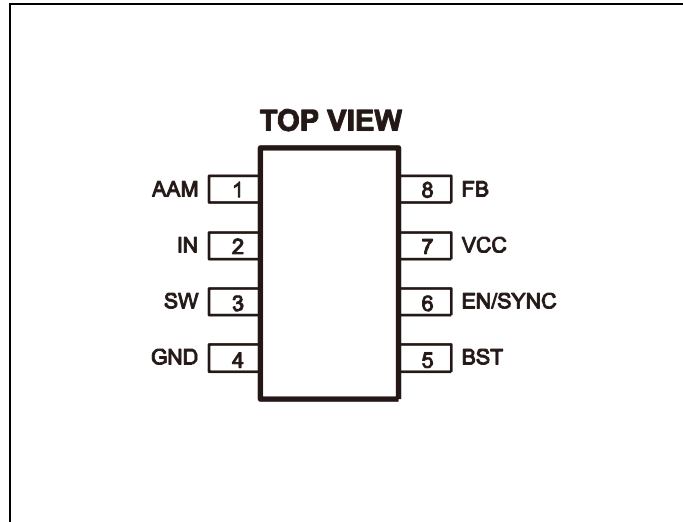 TOP VIEW
AAM 1 8 FB
IN 2 7 VCC
SW 3 6 EN/SYNC
GND 4 5 BST